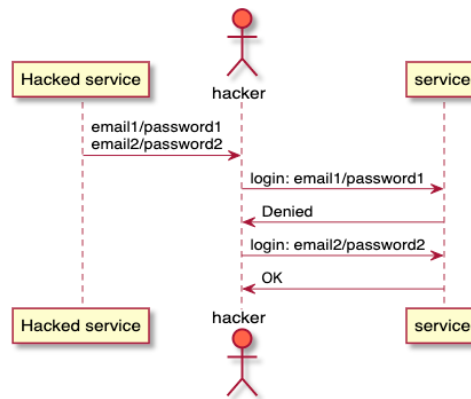 Hacked service
hacker
service
email1/password1
email2/password2
login: email1/password1
Denied
login: email2/password2
OK
Hacked service
hacker
service